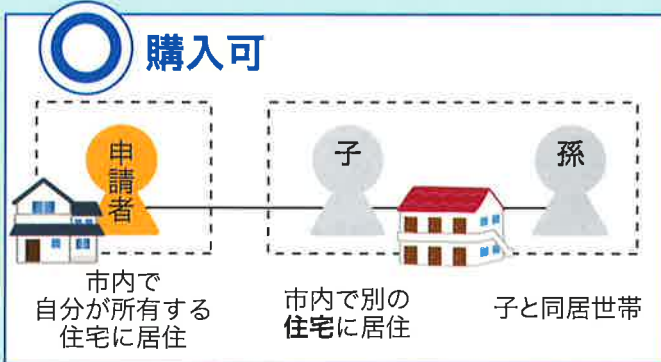 購入可
申請者
子
孫
市内で
自分が所有する
住宅に居住
市内で別の
住宅に居住
子と同居世帯